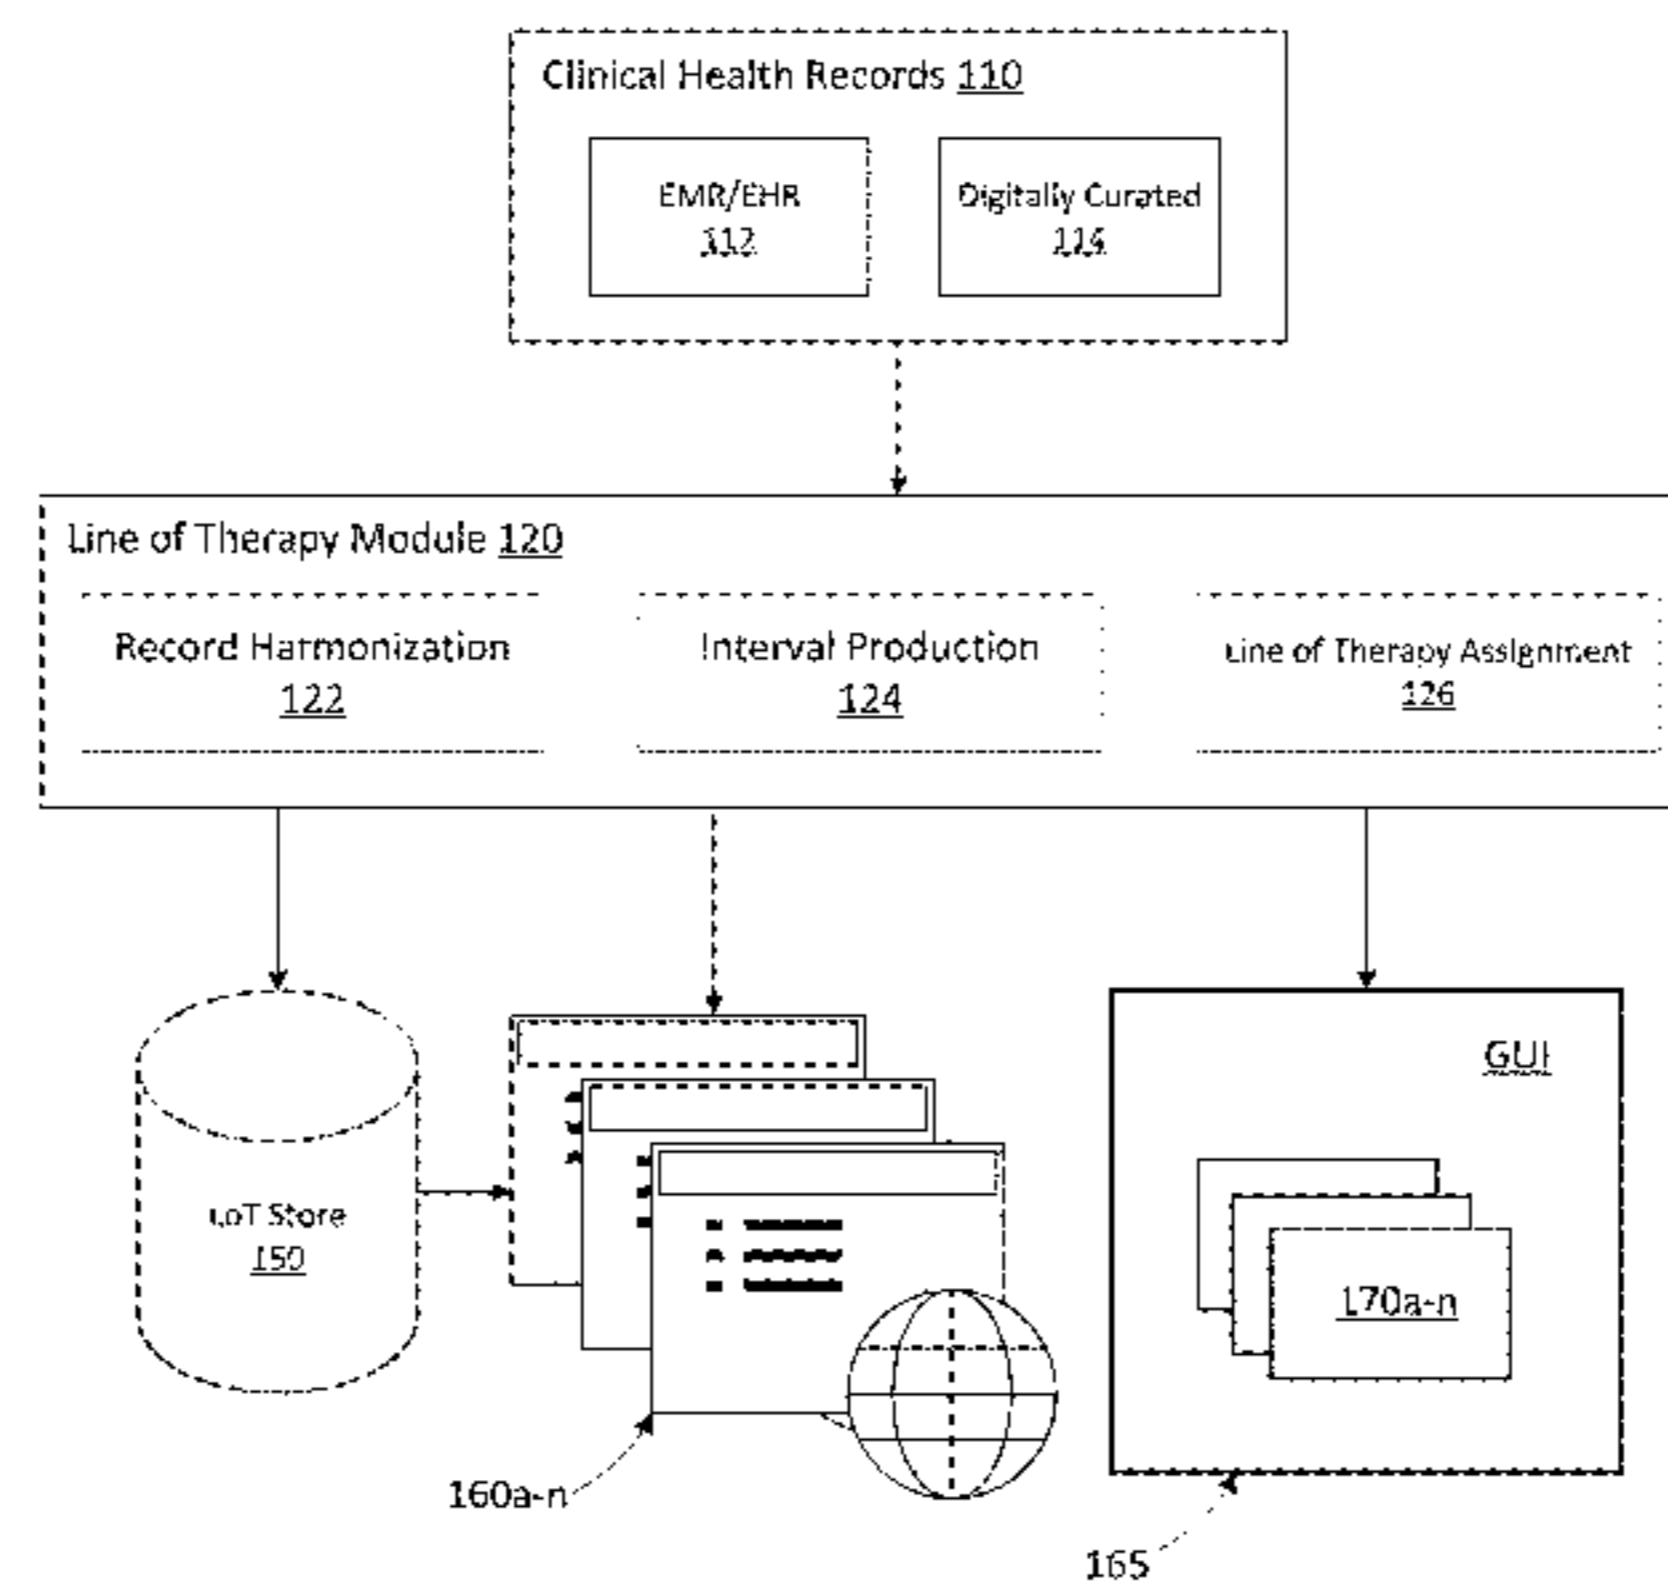 Clinical Health Records 110
EMR/EHR
112
Digitally Curated
114
Line of Therapy Module 120
Record Harmonization
122
Interval Production
124
Line of Therapy Assignment
126
LoT Store
150
GUI
170a-n
160a-n
165